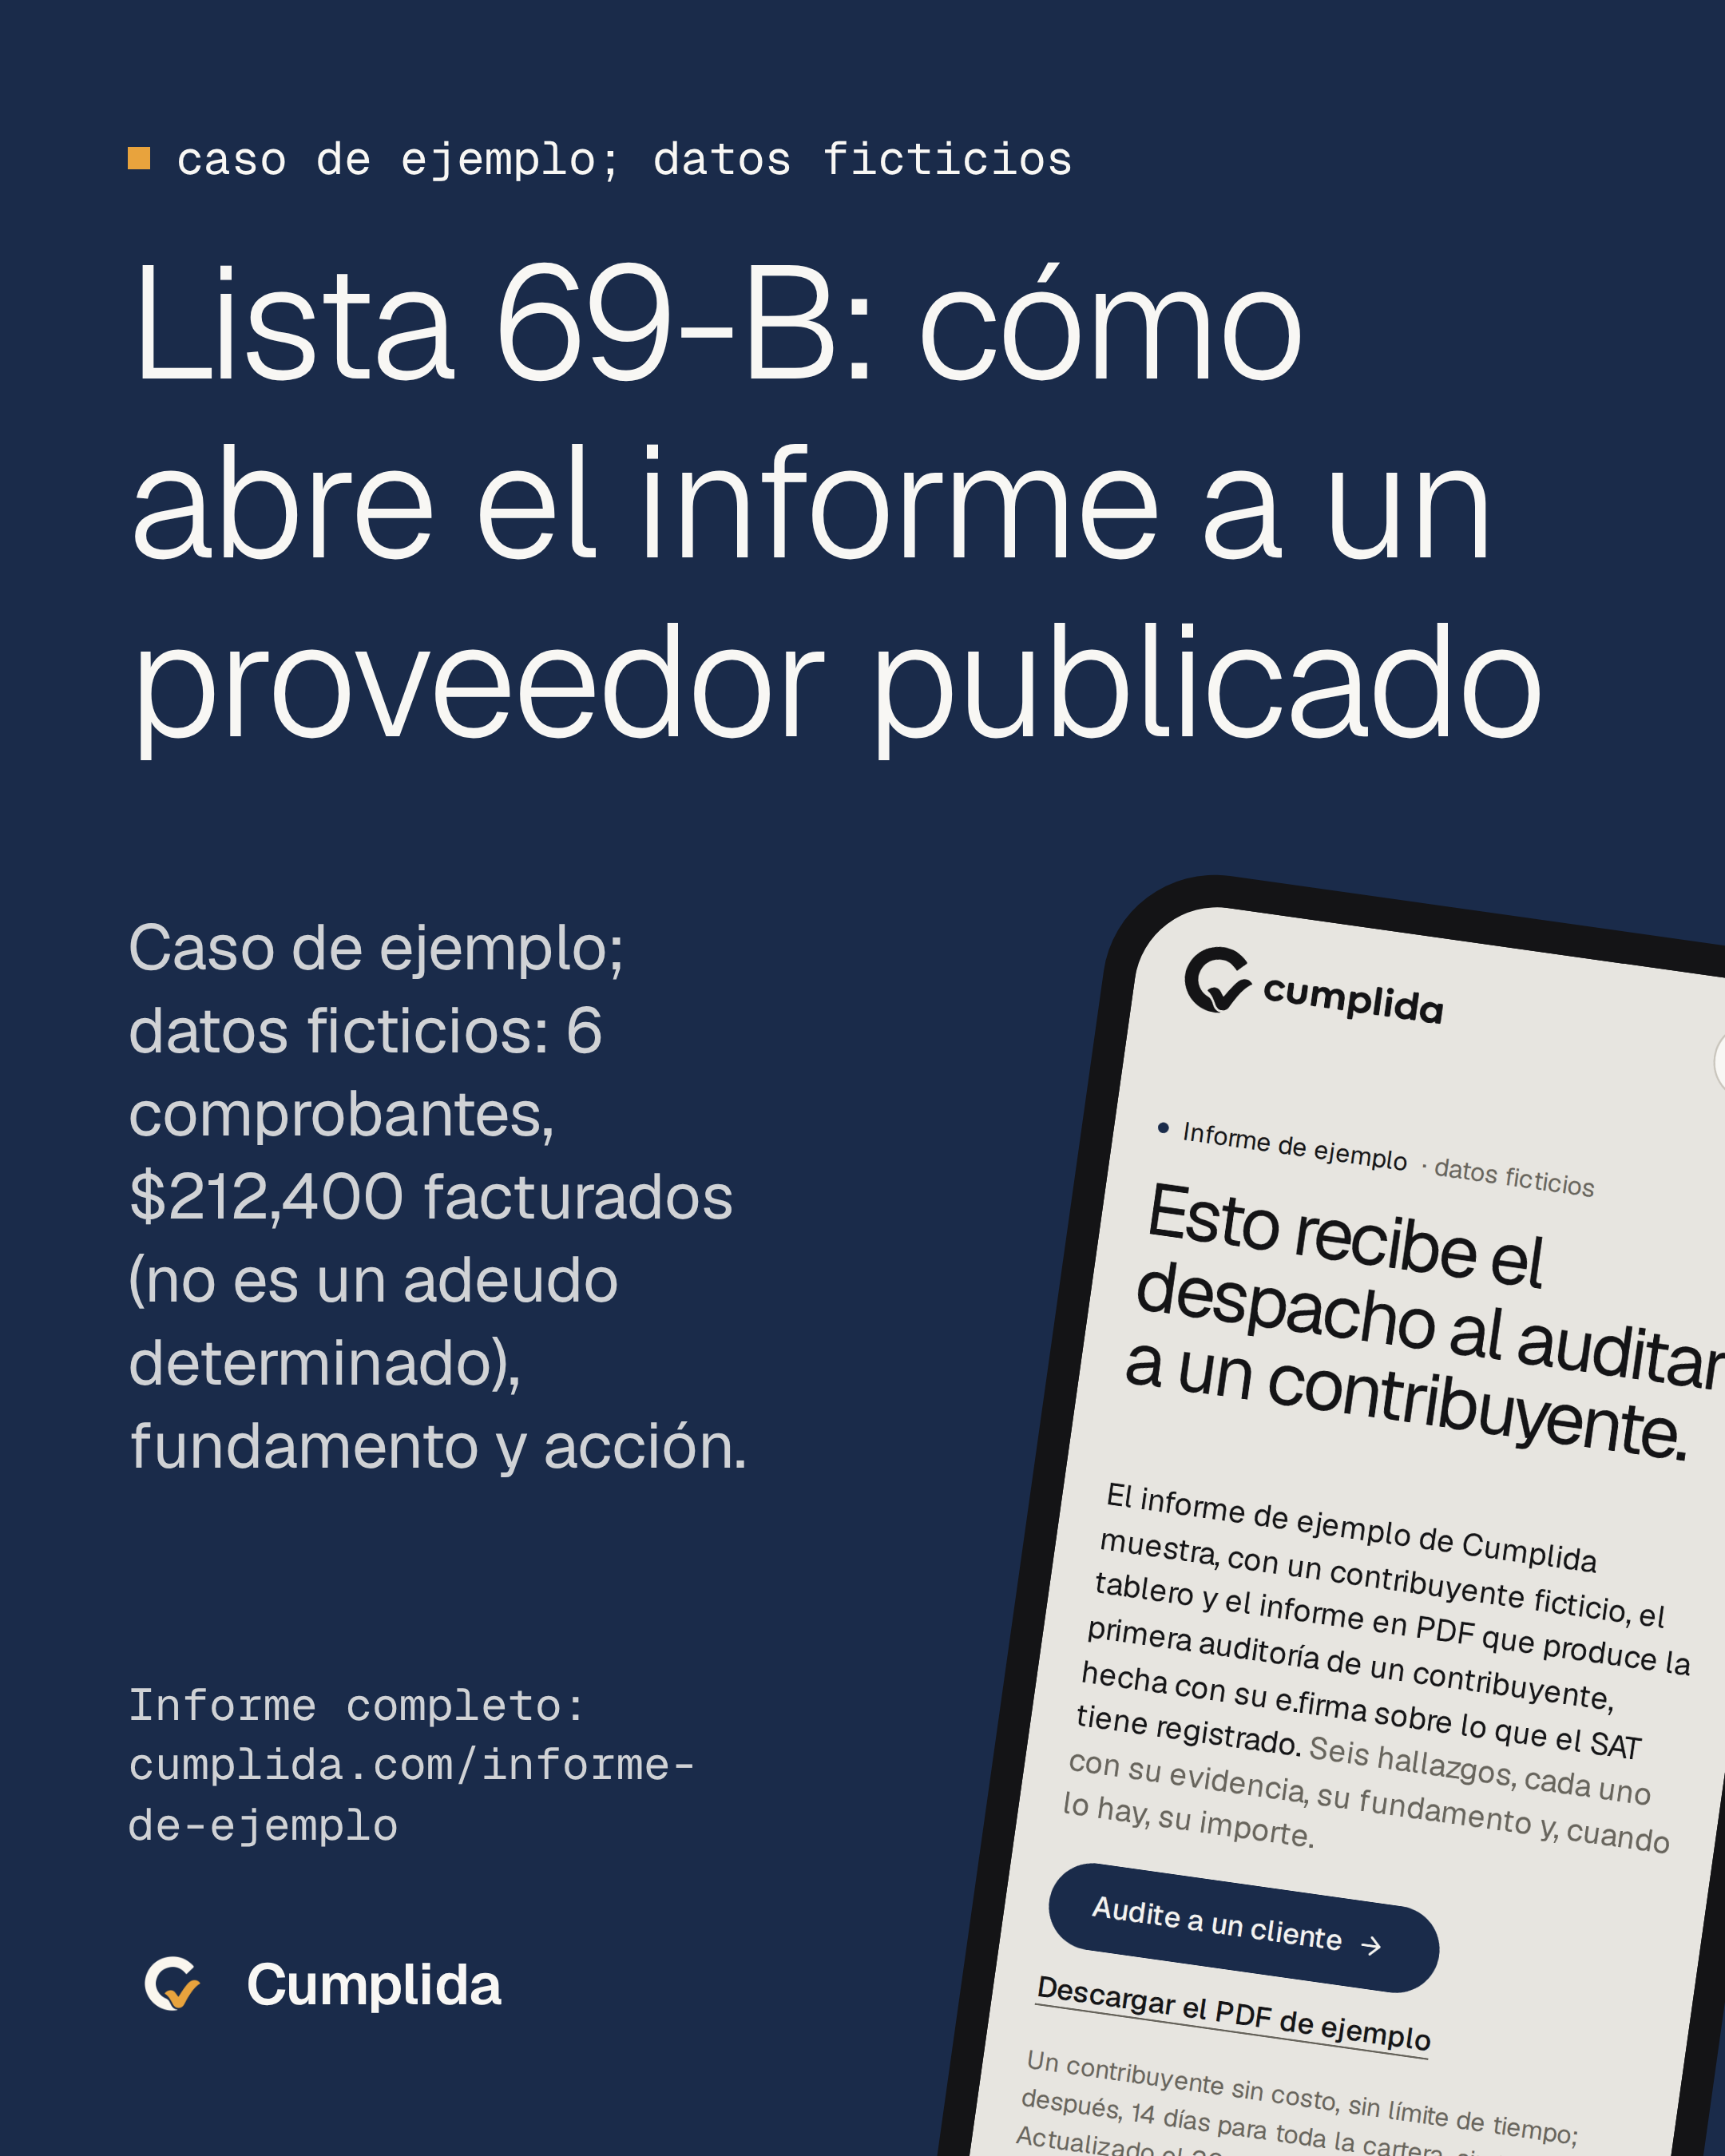 caso de ejemplo; datos ficticios
Lista 69-B: cómo
abre el informe a un
proveedor publicado
Caso de ejemplo;
datos ficticios: 6
comprobantes,
$212,400 facturados
(no es un adeudo
determinado),
fundamento y acción.
Informe completo:
cumplida.com/informe-
de-ejemplo
Cumplida
cumplida
Informe de ejemplo · datos ficticios
Esto recibe el
despacho al auditar
a un contribuyente.
El informe de ejemplo de Cumplida
muestra, con un contribuyente ficticio, el
tablero y el informe en PDF que produce la
primera auditoría de un contribuyente,
hecha con su e.firma sobre lo que el SAT
tiene registrado. Seis hallazgos, cada uno
con su evidencia, su fundamento y, cuando
lo hay, su importe.
Audite a un cliente →
Descargar el PDF de ejemplo
Un contribuyente sin costo, sin límite de tiempo;
después, 14 días para toda la cartera,
Actualizado el